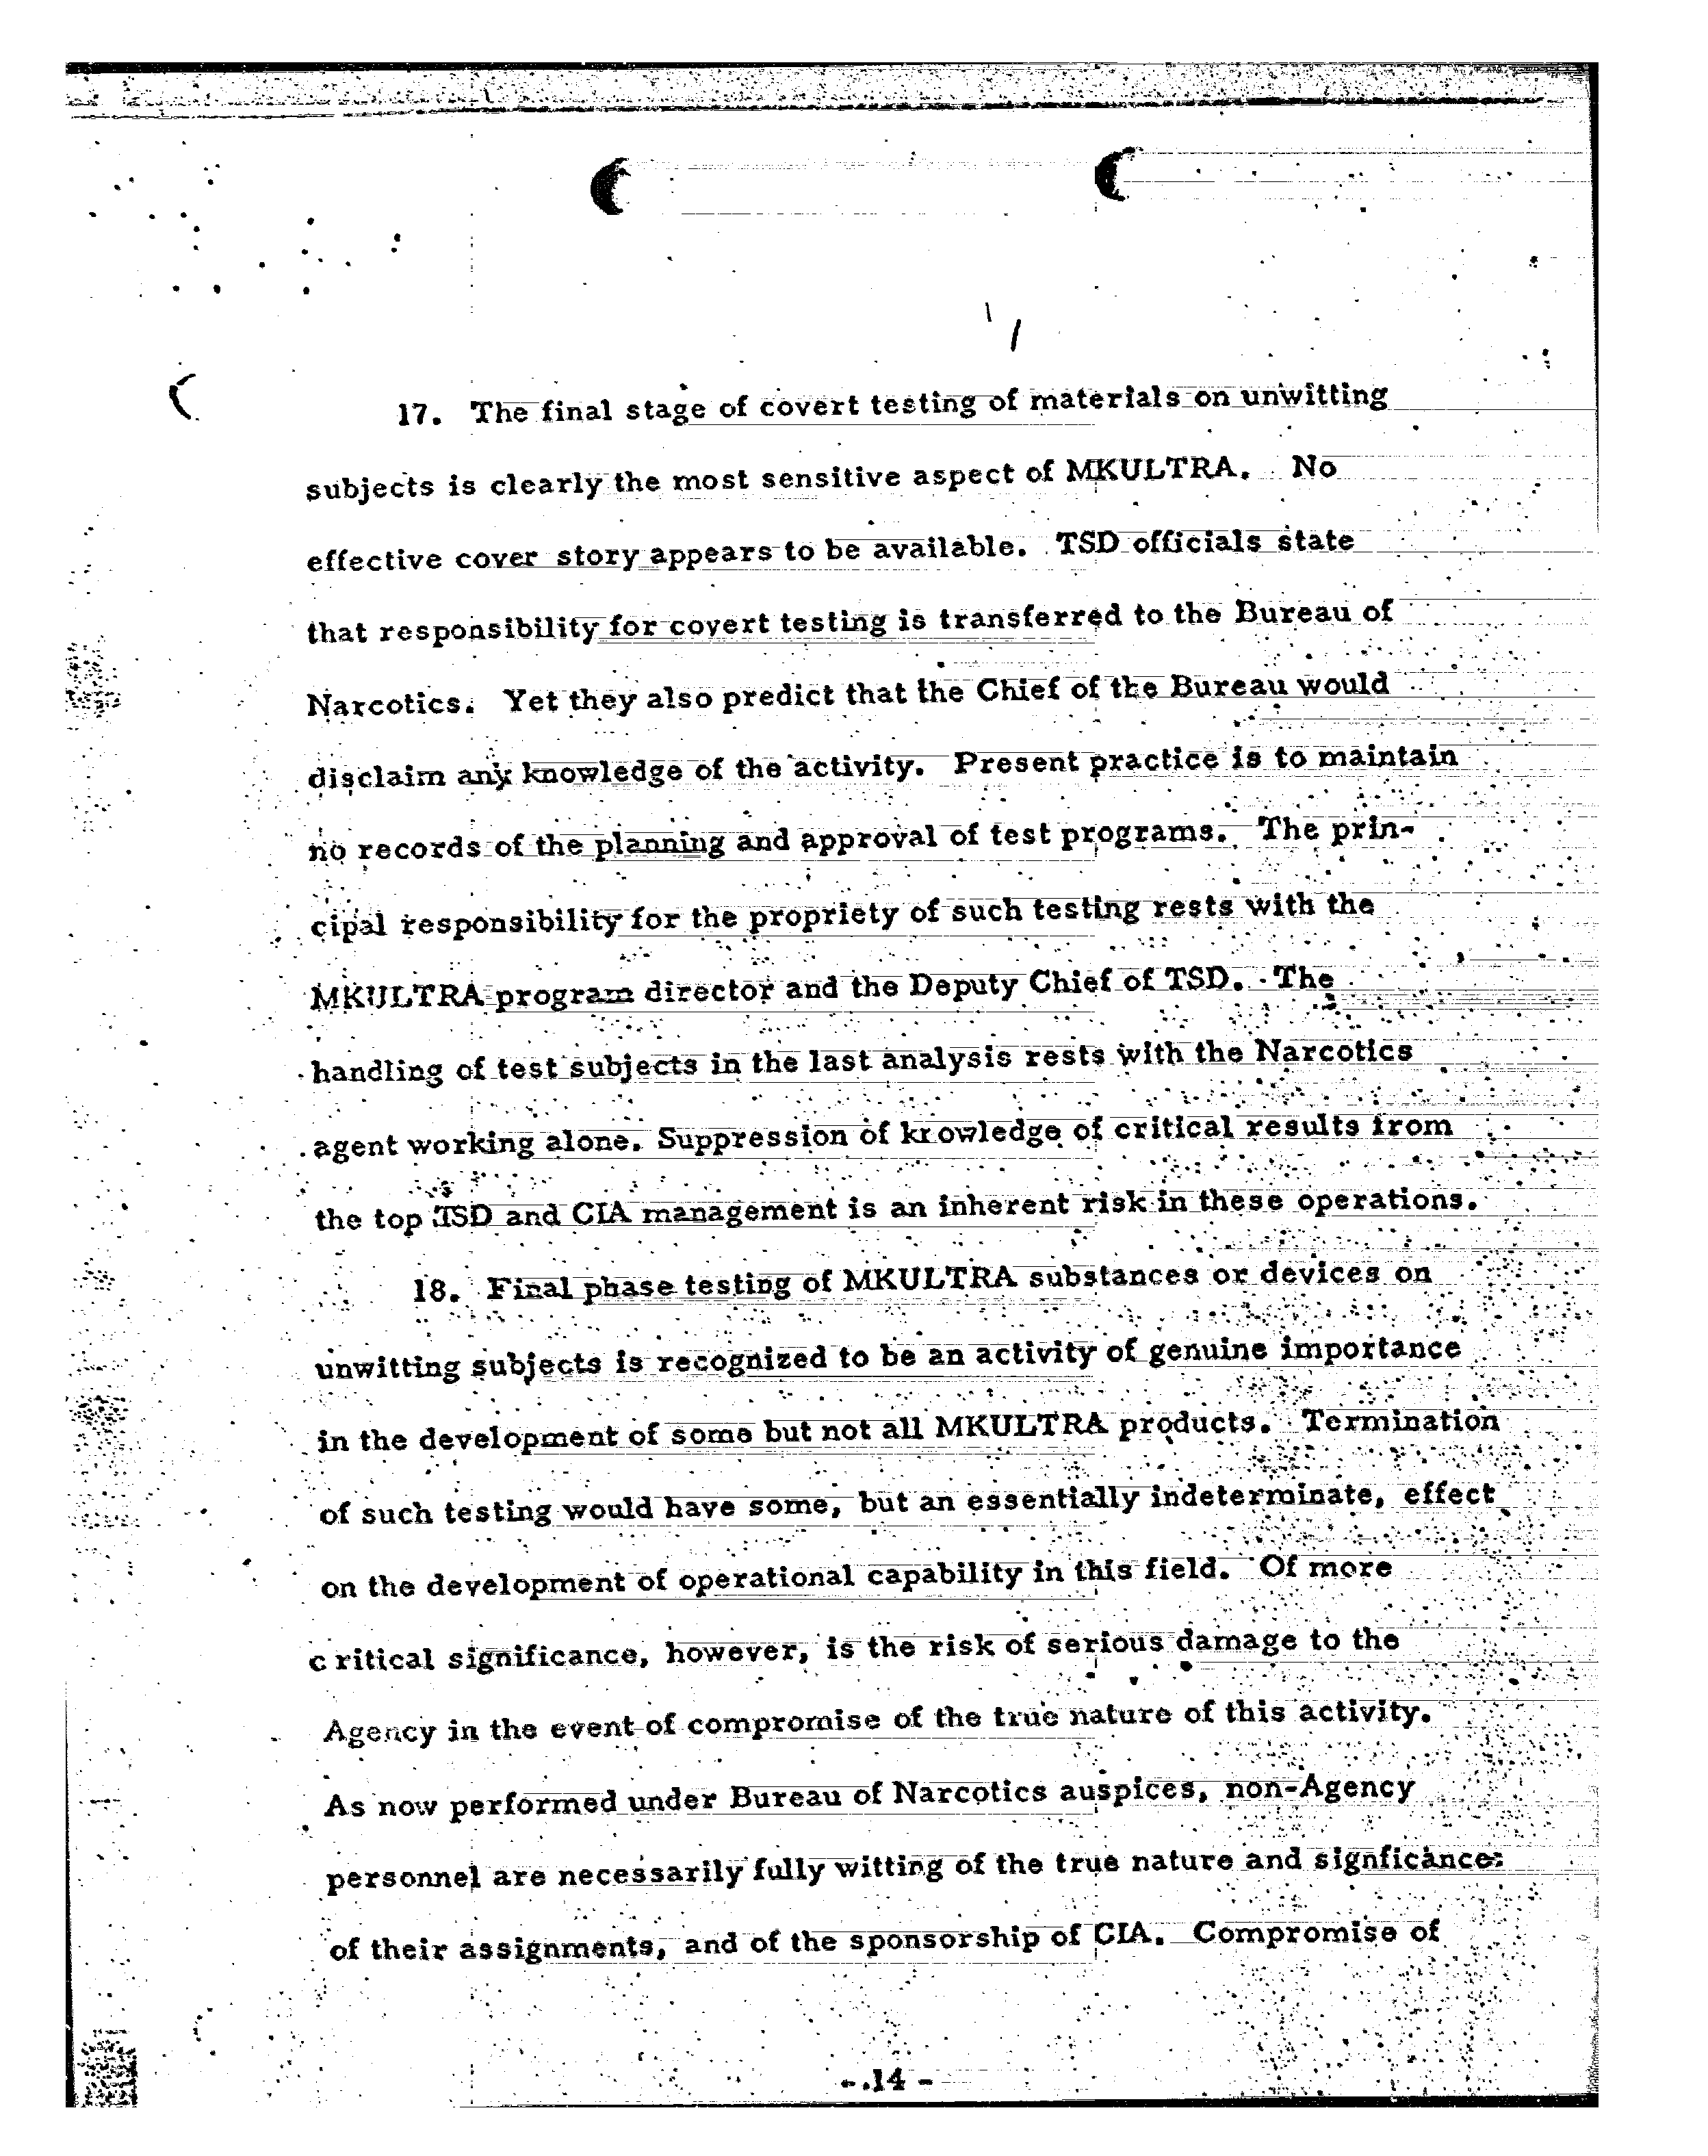 17. The final stage of covert testing of materials on unwitting
subjects is clearly the most sensitive aspect of MKULTRA. No
effective cover story appears to be available. TSD officials state
that responsibility for covert testing is transferred to the Bureau of
Narcotics. Yet they also predict that the Chief of the Bureau would
disclaim any knowledge of the activity. Present practice is to maintain
no records of the planning and approval of test programs. The prin-
cipal responsibility for the propriety of such testing rests with the
MKULTRA program director and the Deputy Chief of TSD. The
handling of test subjects in the last analysis rests with the Narcotics
agent working alone. Suppression of knowledge of critical results from
the top TSD and CIA management is an inherent risk in these operations.
18. Final phase testing of MKULTRA substances or devices on
unwitting subjects is recognized to be an activity of genuine importance
in the development of some but not all MKULTRA products. Termination
of such testing would have some, but an essentially indeterminate, effect
on the development of operational capability in this field. Of more
critical significance, however, is the risk of serious damage to the
Agency in the event of compromise of the true nature of this activity.
As now performed under Bureau of Narcotics auspices, non-Agency
personnel are necessarily fully witting of the true nature and signficance
of their assignments, and of the sponsorship of CIA. Compromise of
- 14 -